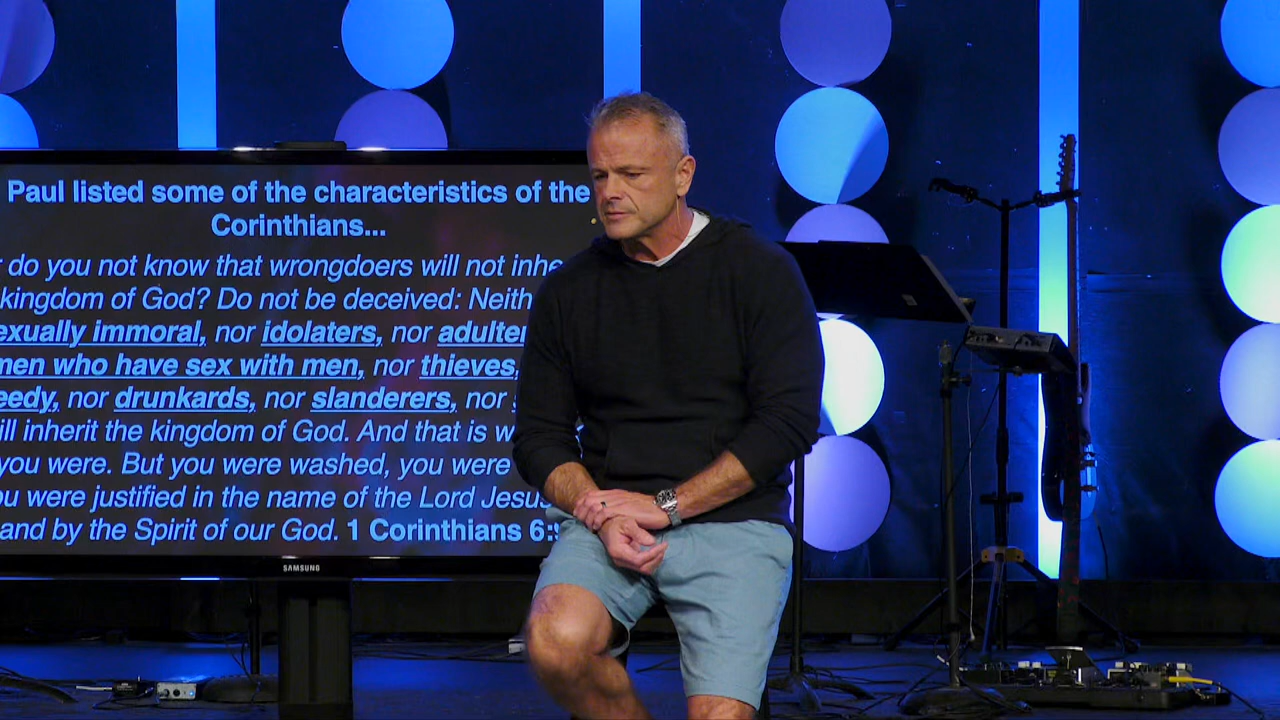 Paul listed some of the characteristics of the
Corinthians...
do you not know that wrongdoers will not inhe
kingdom of God? Do not be deceived: Neith
exually immoral, nor idolaters, nor adulter
men who have sex with men, nor thieves,
eedy, nor drunkards, nor slanderers, nor
ill inherit the kingdom of God. And that is w
you were. But you were washed, you were
ou were justified in the name of the Lord Jesus
and by the Spirit of our God. 1 Corinthians 6:9
SAMSUNG